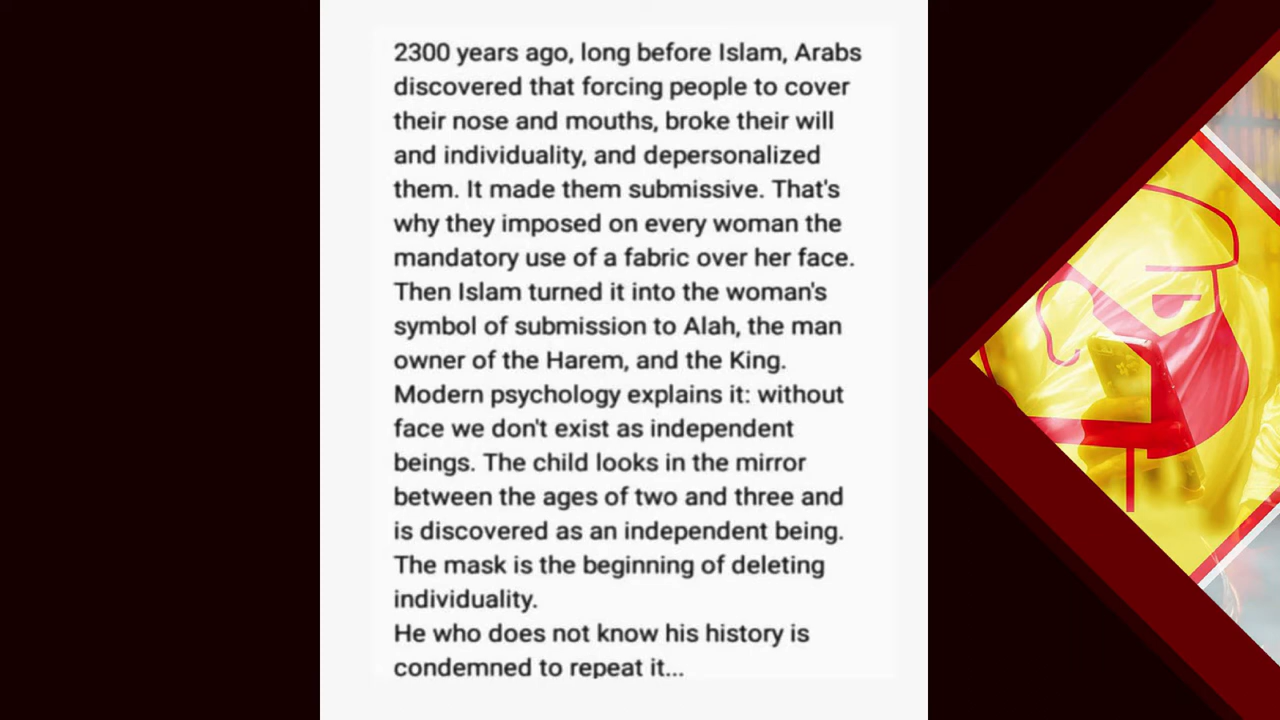 2300 years ago, long before Islam, Arabs
discovered that forcing people to cover
their nose and mouths, broke their will
and individuality, and depersonalized
them. It made them submissive. That's
why they imposed on every woman the
mandatory use of a fabric over her face.
Then Islam turned it into the woman's
symbol of submission to Alah, the man
owner of the Harem, and the King.
Modern psychology explains it: without
face we don't exist as independent
beings. The child looks in the mirror
between the ages of two and three and
is discovered as an independent being.
The mask is the beginning of deleting
individuality.
He who does not know his history is
condemned to repeat it...